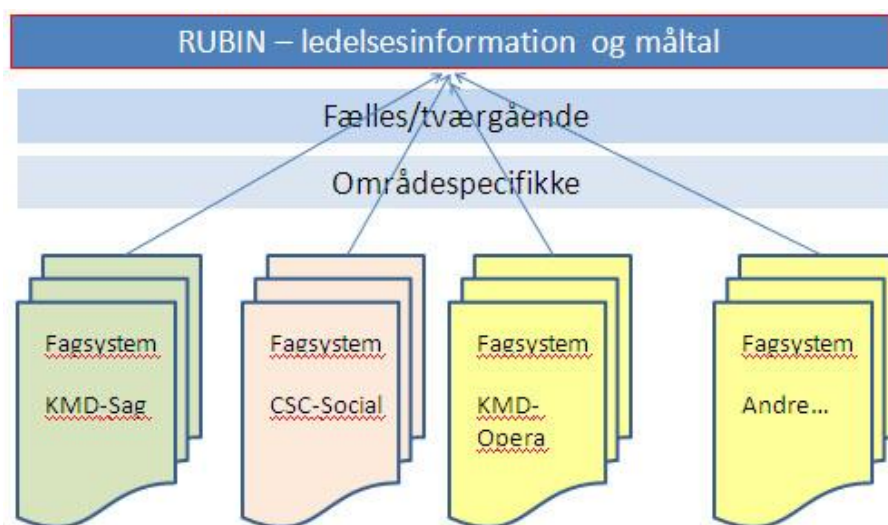 RUBIN – ledelsesinformation og måltal
Fælles/tværgående
Områdespecifikke
Fagsystem
KMD-Sag
Fagsystem
CSC-Social
Fagsystem
KMD-
Opera
Fagsystem
Andre...